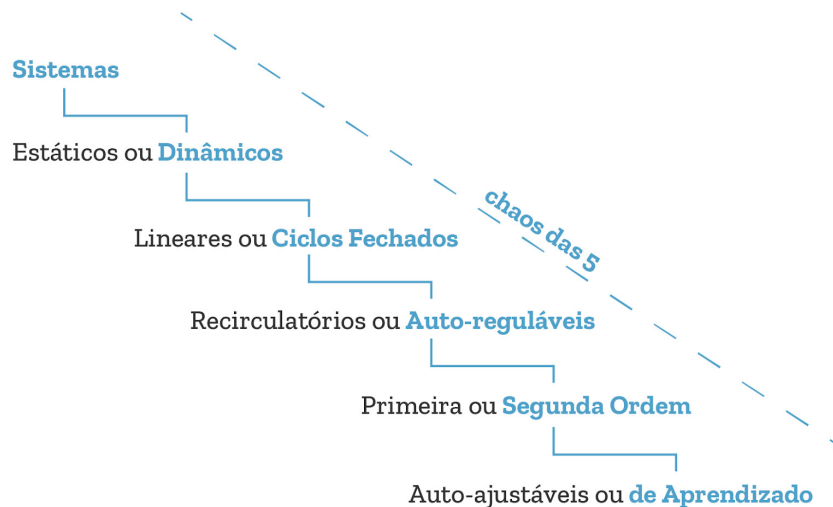 Sistemas
Estáticos ou Dinâmicos
chaos das 5
Lineares ou Ciclos Fechados
Recirculatórios ou Auto-reguláveis
Primeira ou Segunda Ordem
Auto-ajustáveis ou de Aprendizado